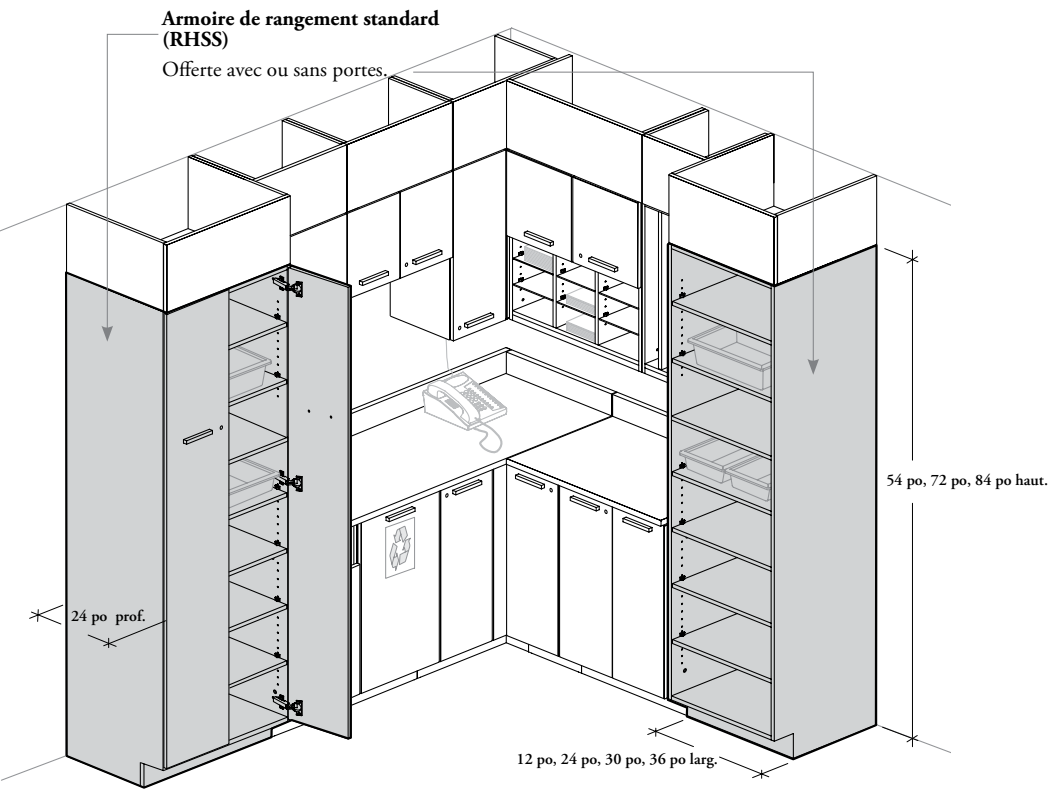 Armoire de rangement standard
(RHSS)
Offerte avec ou sans portes.
54 po, 72 po, 84 po haut.
24 po prof.
12 po, 24 po, 30 po, 36 po larg.